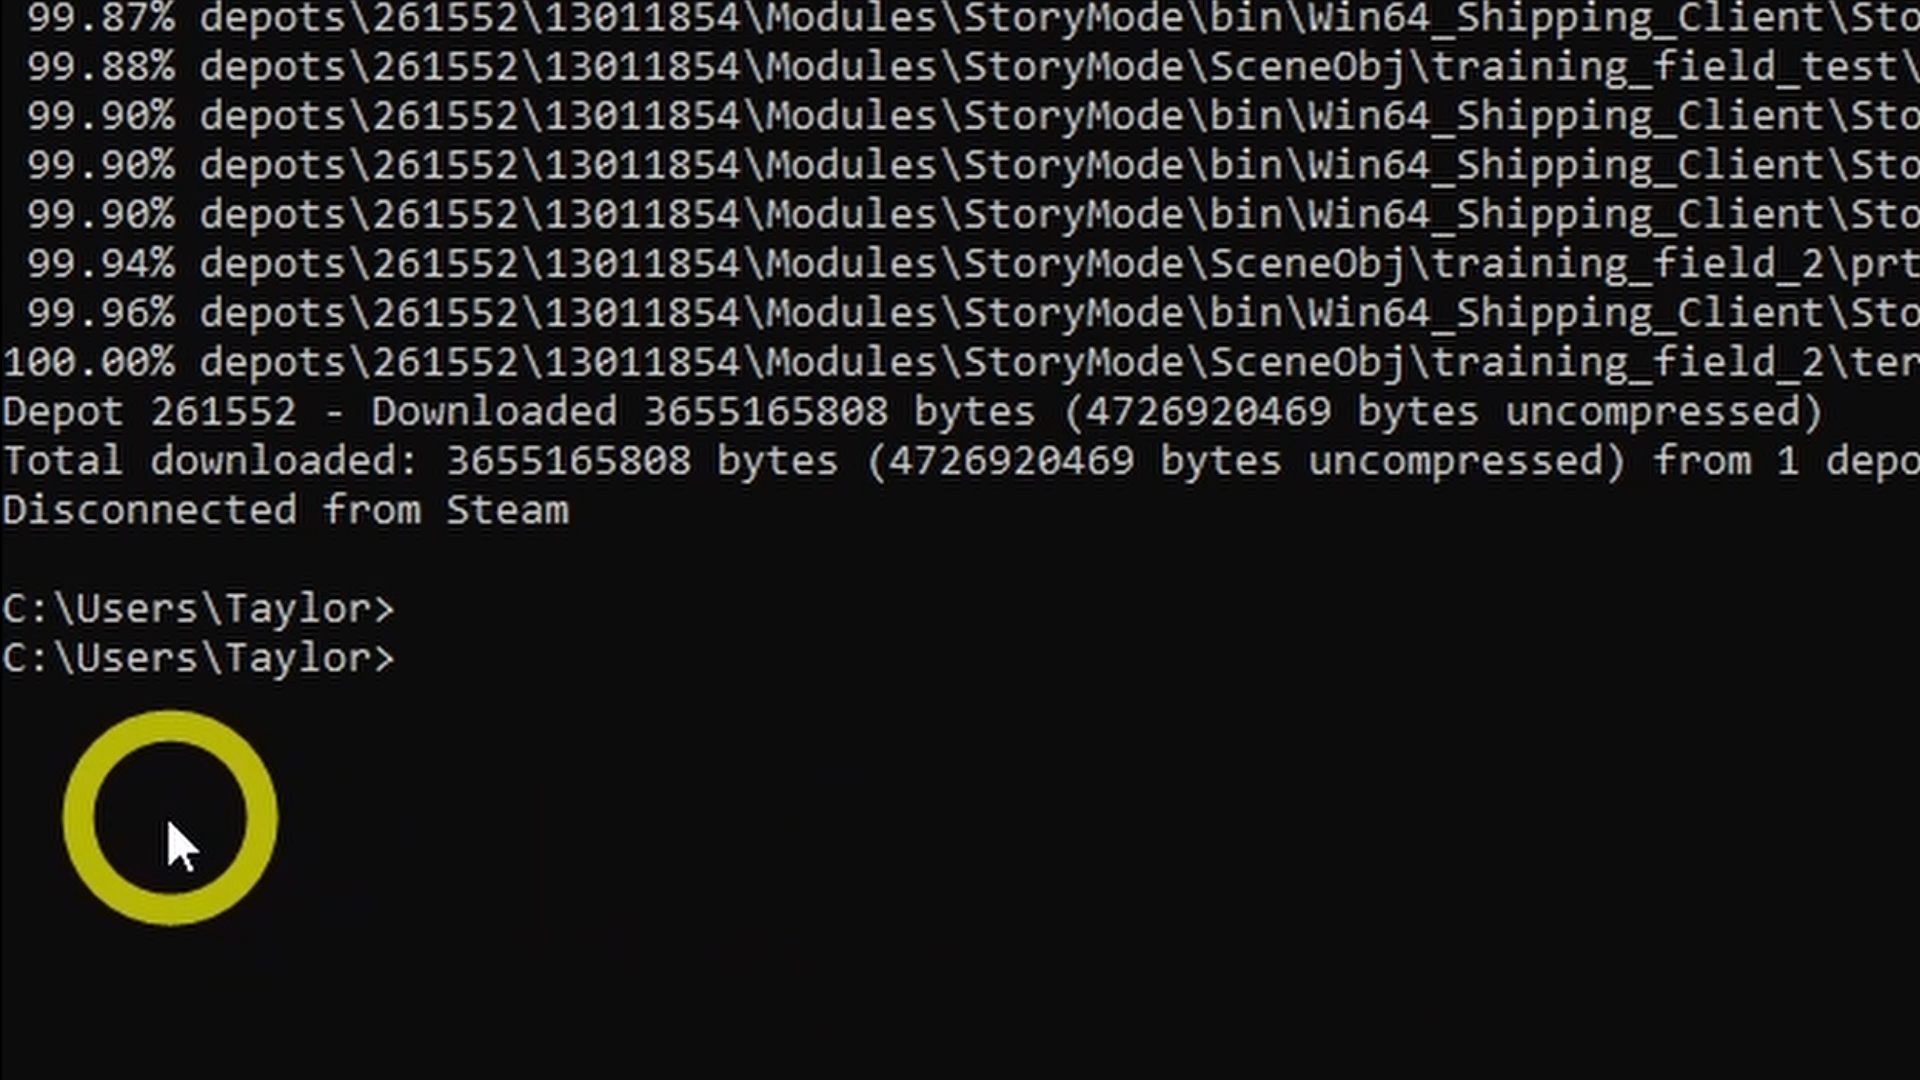 99.87% depots\261552\13011854\Modules\StoryMode\bin\Win64_Shipping_Client\Sto
99.88% depots\261552\13011854\Modules\StoryMode\SceneObj\training_field_test\
99.90% depots\261552\13011854\Modules\StoryMode\bin\Win64_Shipping_Client\Sto
99.90% depots\261552\13011854\Modules\StoryMode\bin\Win64_Shipping_Client\Sto
99.90% depots\261552\13011854\Modules\StoryMode\bin\Win64_Shipping_Client\Sto
99.94% depots\261552\13011854\Modules\StoryMode\SceneObj\training_field_2\prt
99.96% depots\261552\13011854\Modules\StoryMode\bin\Win64_Shipping_Client\Sto
100.00% depots\261552\13011854\Modules\StoryMode\SceneObj\training_field_2\ter
Depot 261552 - Downloaded 3655165808 bytes (4726920469 bytes uncompressed)
Total downloaded: 3655165808 bytes (4726920469 bytes uncompressed) from 1 depo
Disconnected from Steam
C:\Users\Taylor>
C:\Users\Taylor>